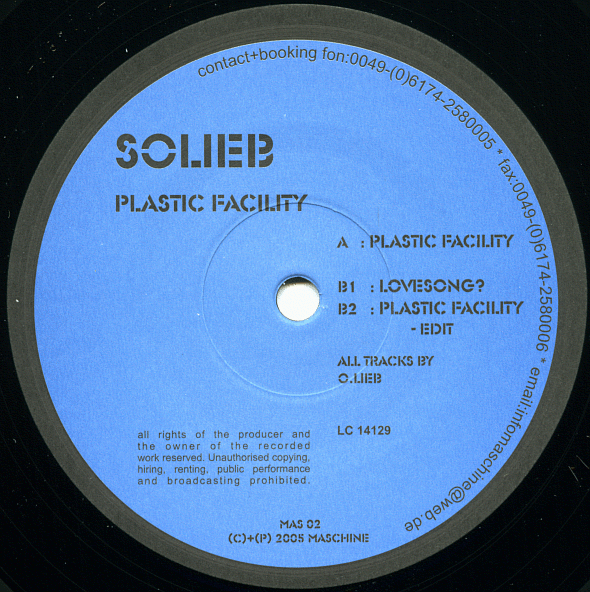 contact+booking fon:0049-(0)6174-2580005 * fax:0049-(0)6174-2580006 * email:infomaschine@web.de
SOLIEB
PLASTIC FACILITY
A : PLASTIC FACILITY
B1 : LOVESONG?
B2 : PLASTIC FACILITY
- EDIT
ALL TRACKS BY
O.LIEB
LC 14129
all rights of the producer and
the owner of the recorded
work reserved. Unauthorised copying,
hiring, renting, public performance
and broadcasting prohibited.
MAS 02
(C)+(P) 2005 MASCHINE